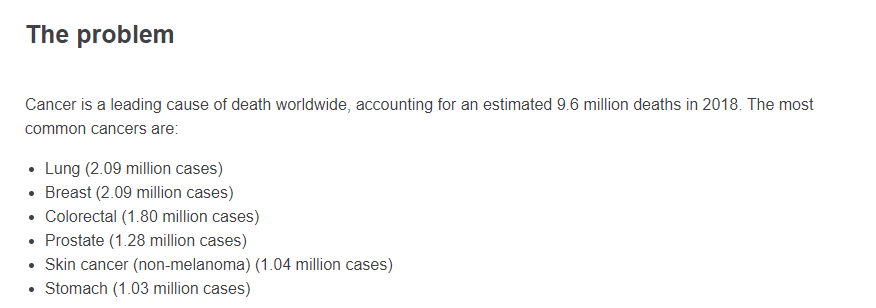 The problem
Cancer is a leading cause of death worldwide, accounting for an estimated 9.6 million deaths in 2018. The most
common cancers are:
• Lung (2.09 million cases)
• Breast (2.09 million cases)
• Colorectal (1.80 million cases)
• Prostate (1.28 million cases)
• Skin cancer (non-melanoma) (1.04 million cases)
• Stomach (1.03 million cases)